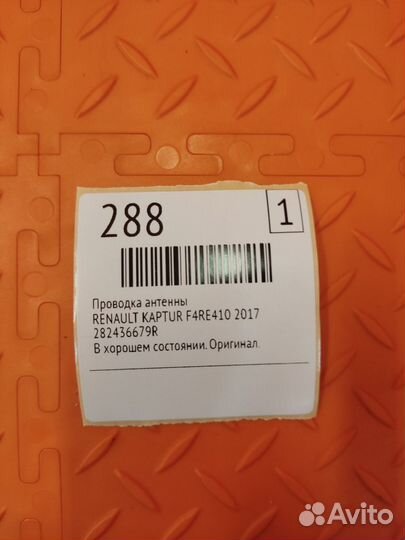 288
1
Проводка антенны
RENAULT KAPTUR F4RE410 2017
282436679R
В хорошем состоянии. Оригинал.
Avito